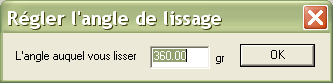 Régler l'angle de lissage
L'angle auquel vous lisser 360.00 gr OK